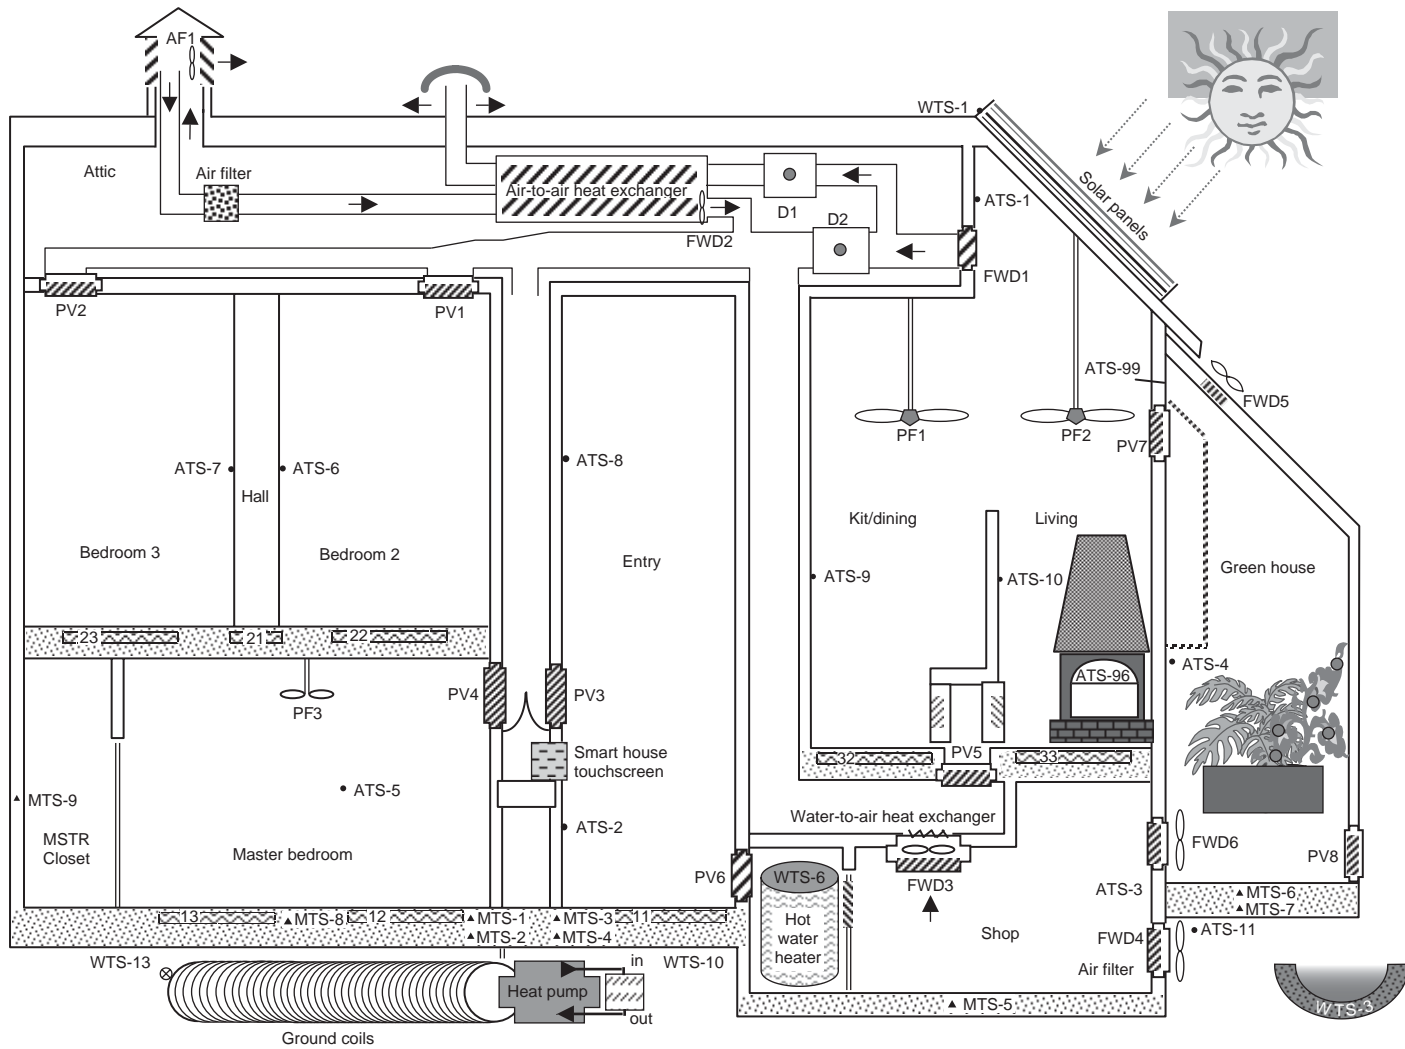 AF1
WTS-1
Attic
Air filter
Air-to-air heat exchanger
D1
Solar panels
ATS-1
D2
FWD2
FWD1
PV2
PV1
ATS-99
FWD5
PF1
PF2
PV7
ATS-7
ATS-6
ATS-8
Hall
Kit/dining
Living
Bedroom 3
Bedroom 2
Entry
Green house
ATS-9
ATS-10
23
21
22
ATS-4
ATS-96
PV4
PV3
PF3
Smart house
touchscreen
PV5
32
33
ATS-5
MTS-9
Water-to-air heat exchanger
ATS-2
MSTR
Closet
Master bedroom
FWD6
PV8
PV6
WTS-6
FWD3
ATS-3
MTS-6
MTS-7
13
MTS-8
12
MTS-1
MTS-3
11
MTS-2
MTS-4
Hot
water
heater
Shop
FWD4
ATS-11
Air filter
WTS-13
in
WTS-10
Heat pump
out
MTS-5
WTS-3
Ground coils